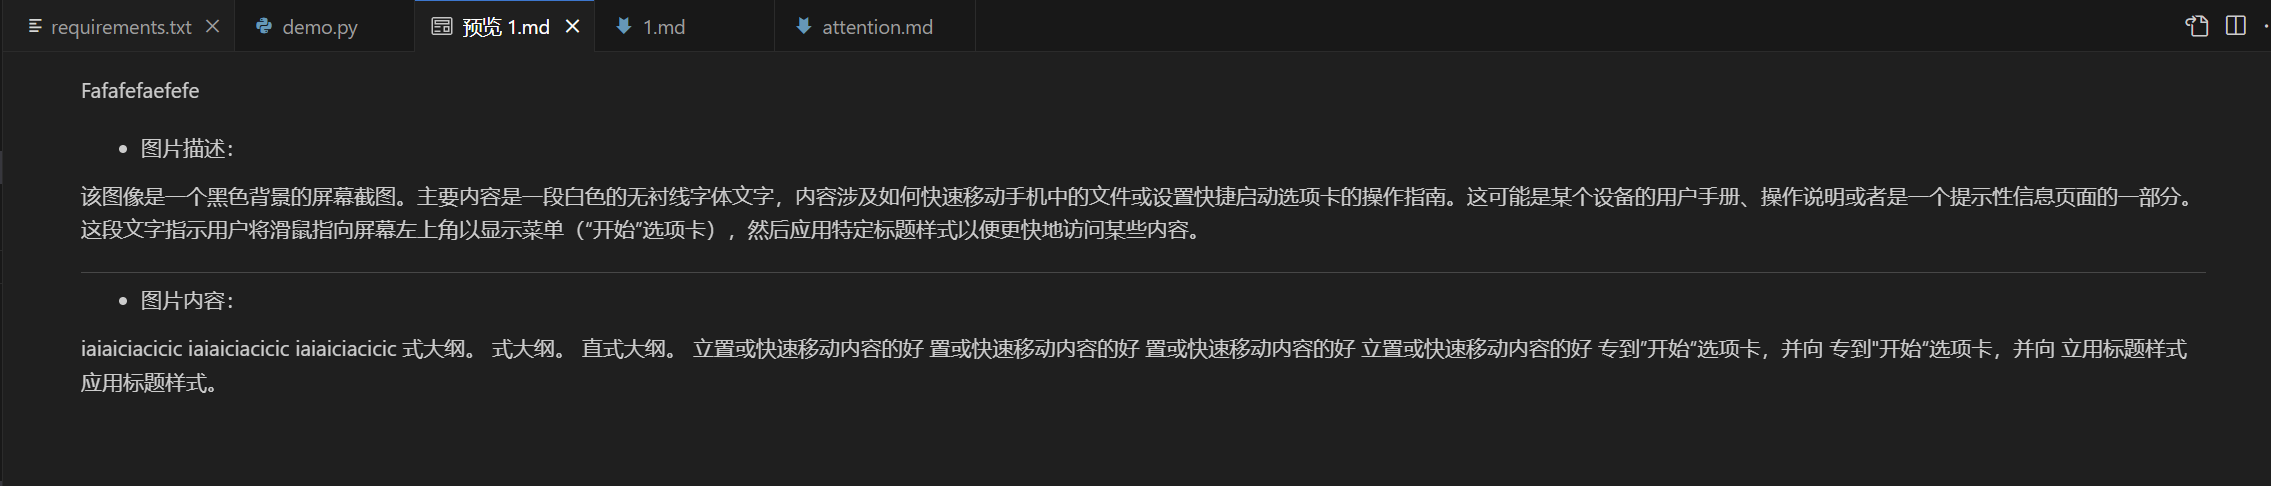 requirements.txt
demo.py
预览 1.md
1.md
attention.md
Fafafefaefefe
• 图片描述：
该图像是一个黑色背景的屏幕截图。主要内容是一段白色的无衬线字体文字，内容涉及如何快速移动手机中的文件或设置快捷启动选项卡的操作指南。这可能是某个设备的用户手册、操作说明或者是一个提示性信息页面的一部分。
这段文字指示用户将滑鼠指向屏幕左上角以显示菜单（“开始”选项卡），然后应用特定标题样式以便更快地访问某些内容。
• 图片内容：
iaiaiciacicic iaiaiciacicic iaiaiciacicic 式大纲。 式大纲。 直式大纲。 立置或快速移动内容的好 置或快速移动内容的好 置或快速移动内容的好 立置或快速移动内容的好 专到”开始“选项卡，并向 专到"开始“选项卡，并向 立用标题样式
应用标题样式。